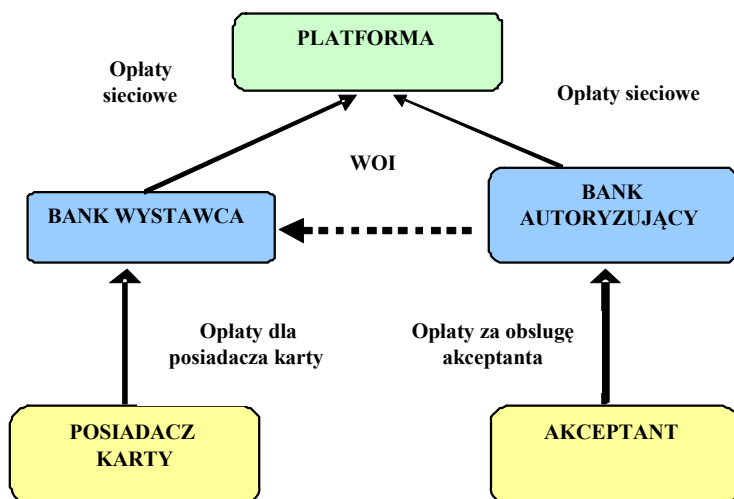 PLATFORMA
Opłaty
sieciowe
Opłaty sieciowe
WOI
BANK WYSTAWCA
BANK
AUTORYZUJĄCY
Opłaty dla
posiadacza karty
Opłaty za obslugę
akceptanta
POSIADACZ
KARTY
AKCEPTANT